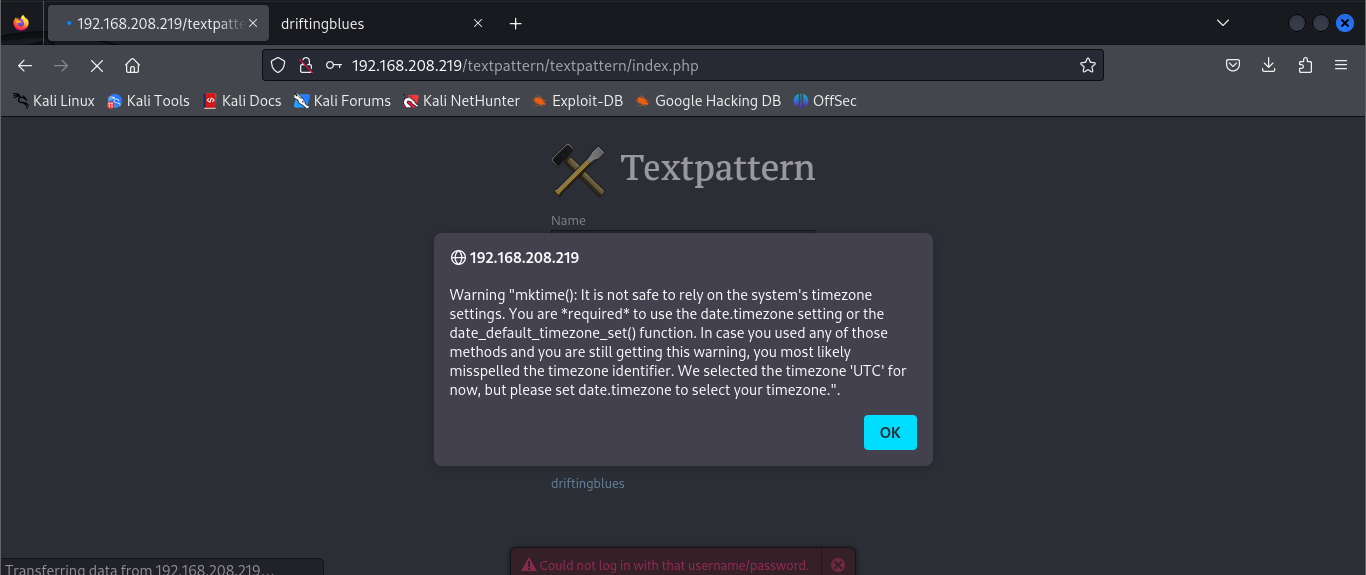 192.168.208.219/textpatte
driftingblues
192.168.208.219/textpattern/textpattern/index.php
Kali Linux Kali Tools Kali Docs Kali Forums Kali NetHunter Exploit-DB Google Hacking DB OffSec
Textpattern
Name
192.168.208.219
Warning "mktime(): It is not safe to rely on the system's timezone
settings. You are *required* to use the date.timezone setting or the
date_default_timezone_set() function. In case you used any of those
methods and you are still getting this warning, you most likely
misspelled the timezone identifier. We selected the timezone 'UTC' for
now, but please set date.timezone to select your timezone.".
OK
driftingblues
Could not log in with that username/password.
Transferring data from 192.168.208.219…